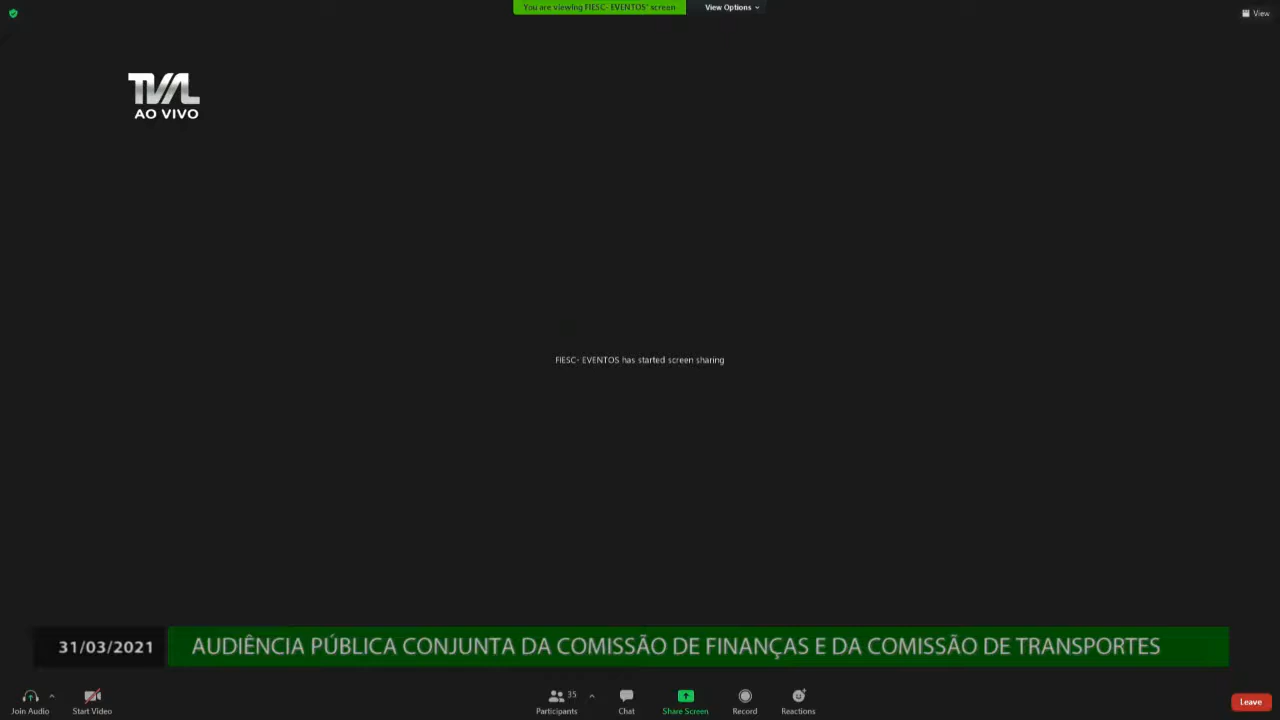 You are viewing FIESC- EVENTOS' screen
View Options
View
TVAL
AO VIVO
FIESC- EVENTOS has started screen sharing
31/03/2021
AUDIÊNCIA PÚBLICA CONJUNTA DA COMISSÃO DE FINANÇAS E DA COMISSÃO DE TRANSPORTES
Join Audio
Start Video
35
Participants
Chat
Share Screen
Record
Reactions
Leave